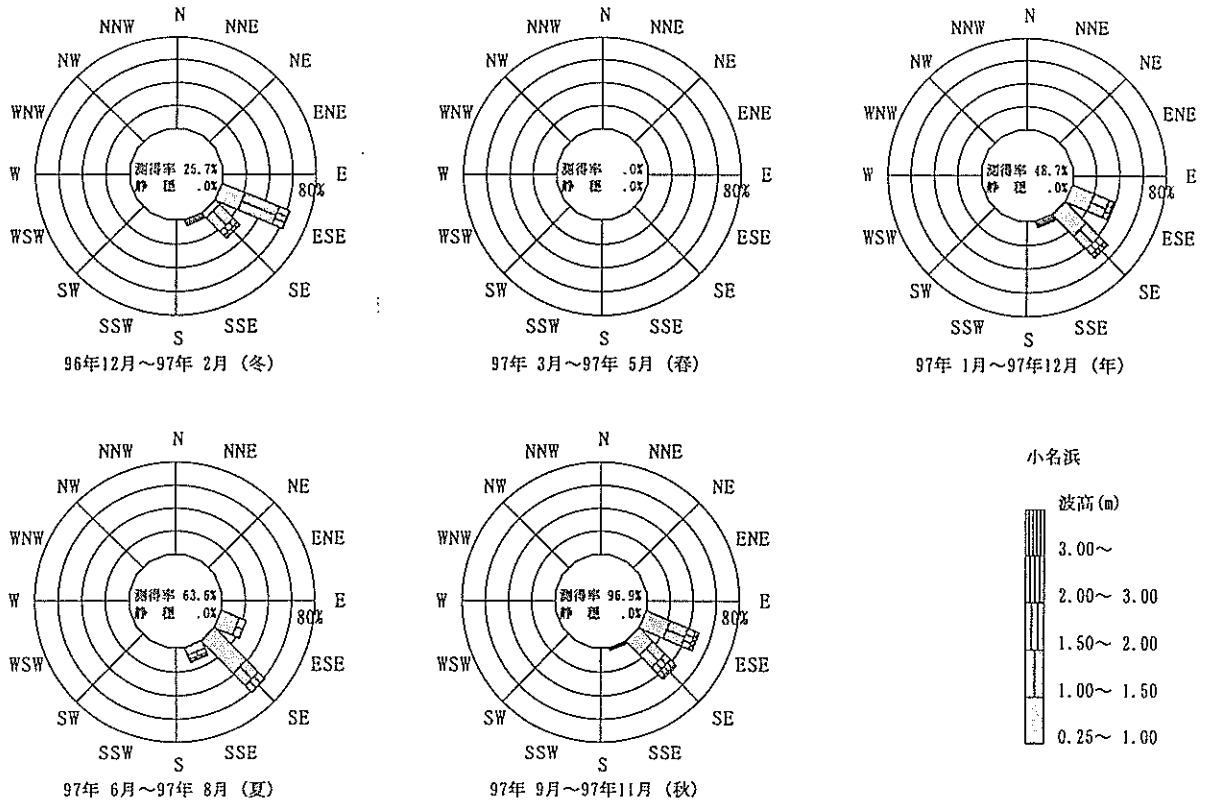 N
NNW NNE
NW NE
WNW ENE
測得率 25.7%
静 穏 .0%
W E
80%
WSW ESE
SW SE
SSW SSE
S
96年12月～97年 2月 (冬)
N
NNW NNE
NW NE
WNW ENE
測得率 .0%
静 穏 .0%
W E
80%
WSW ESE
SW SE
SSW SSE
S
97年 3月～97年 5月 (春)
N
NNW NNE
NW NE
WNW ENE
測得率 48.7%
静 穏 .0%
W E
80%
WSW ESE
SW SE
SSW SSE
S
97年 1月～97年12月 (年)
N
NNW NNE
NW NE
WNW ENE
測得率 63.6%
静 穏 .0%
W E
80%
WSW ESE
SW SE
SSW SSE
S
97年 6月～97年 8月 (夏)
N
NNW NNE
NW NE
WNW ENE
測得率 96.9%
静 穏 .0%
W E
80%
WSW ESE
SW SE
SSW SSE
S
97年 9月～97年11月 (秋)
小名浜
波高(m)
3.00～
2.00～ 3.00
1.50～ 2.00
1.00～ 1.50
0.25～ 1.00